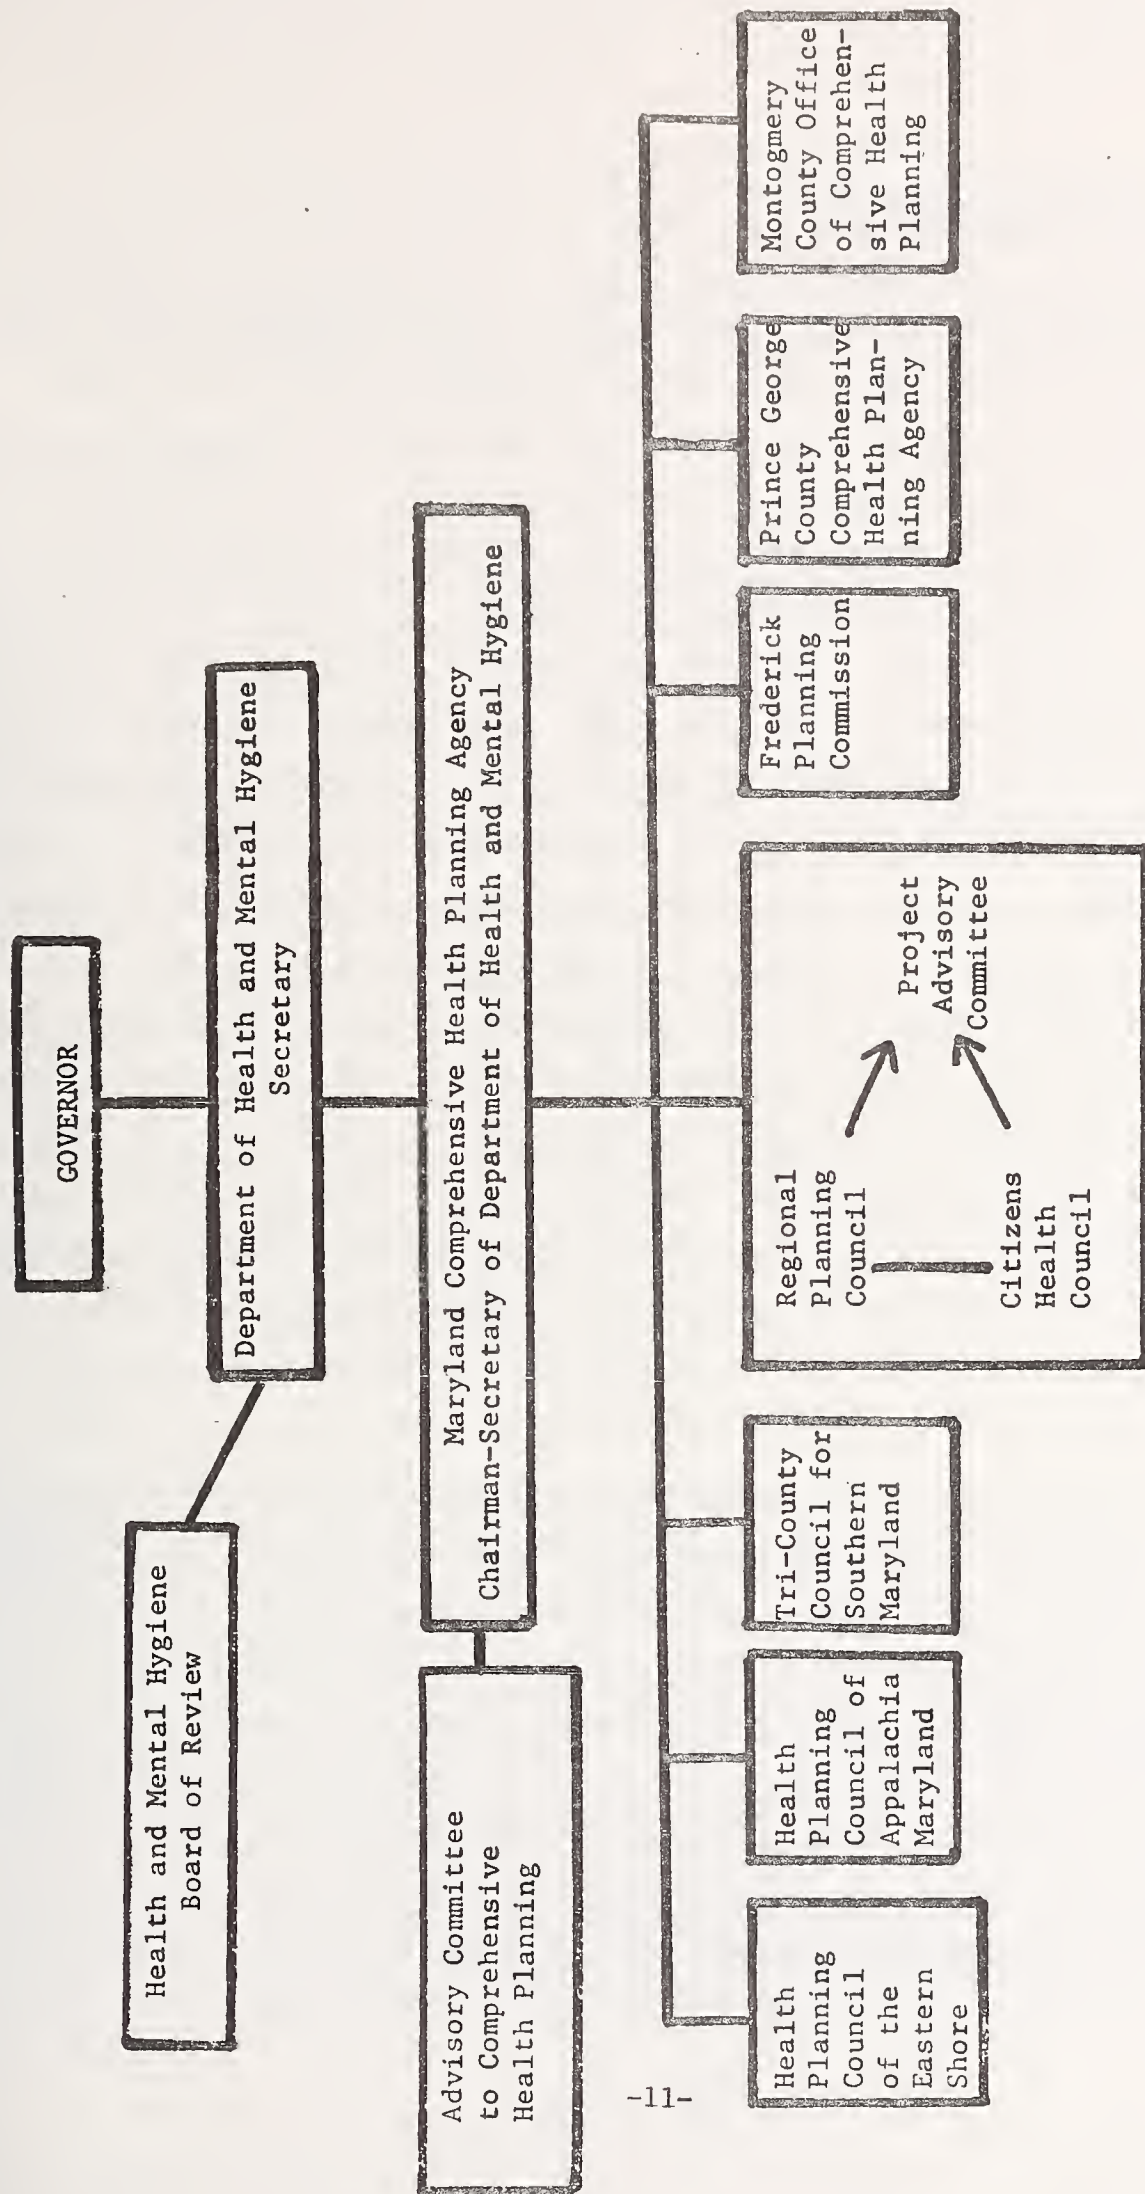 GOVERNOR
Health and Mental Hygiene
Board of Review
Department of Health and Mental Hygiene
Secretary
Advisory Committee
to Comprehensive
Health Planning
Maryland Comprehensive Health Planning Agency
Chairman-Secretary of Department of Health and Mental Hygiene
Health
Planning
Council
of the
Eastern
Shore
Health
Planning
Council of
Appalachia
Maryland
Tri-County
Council for
Southern
Maryland
Regional
Planning
Council
Citizens
Health
Council
Project
Advisory
Committee
Frederick
Planning
Commission
Prince George
County
Comprehensive
Health Plan-
ning Agency
Montogmery
County Office
of Comprehen-
sive Health
Planning
-11-